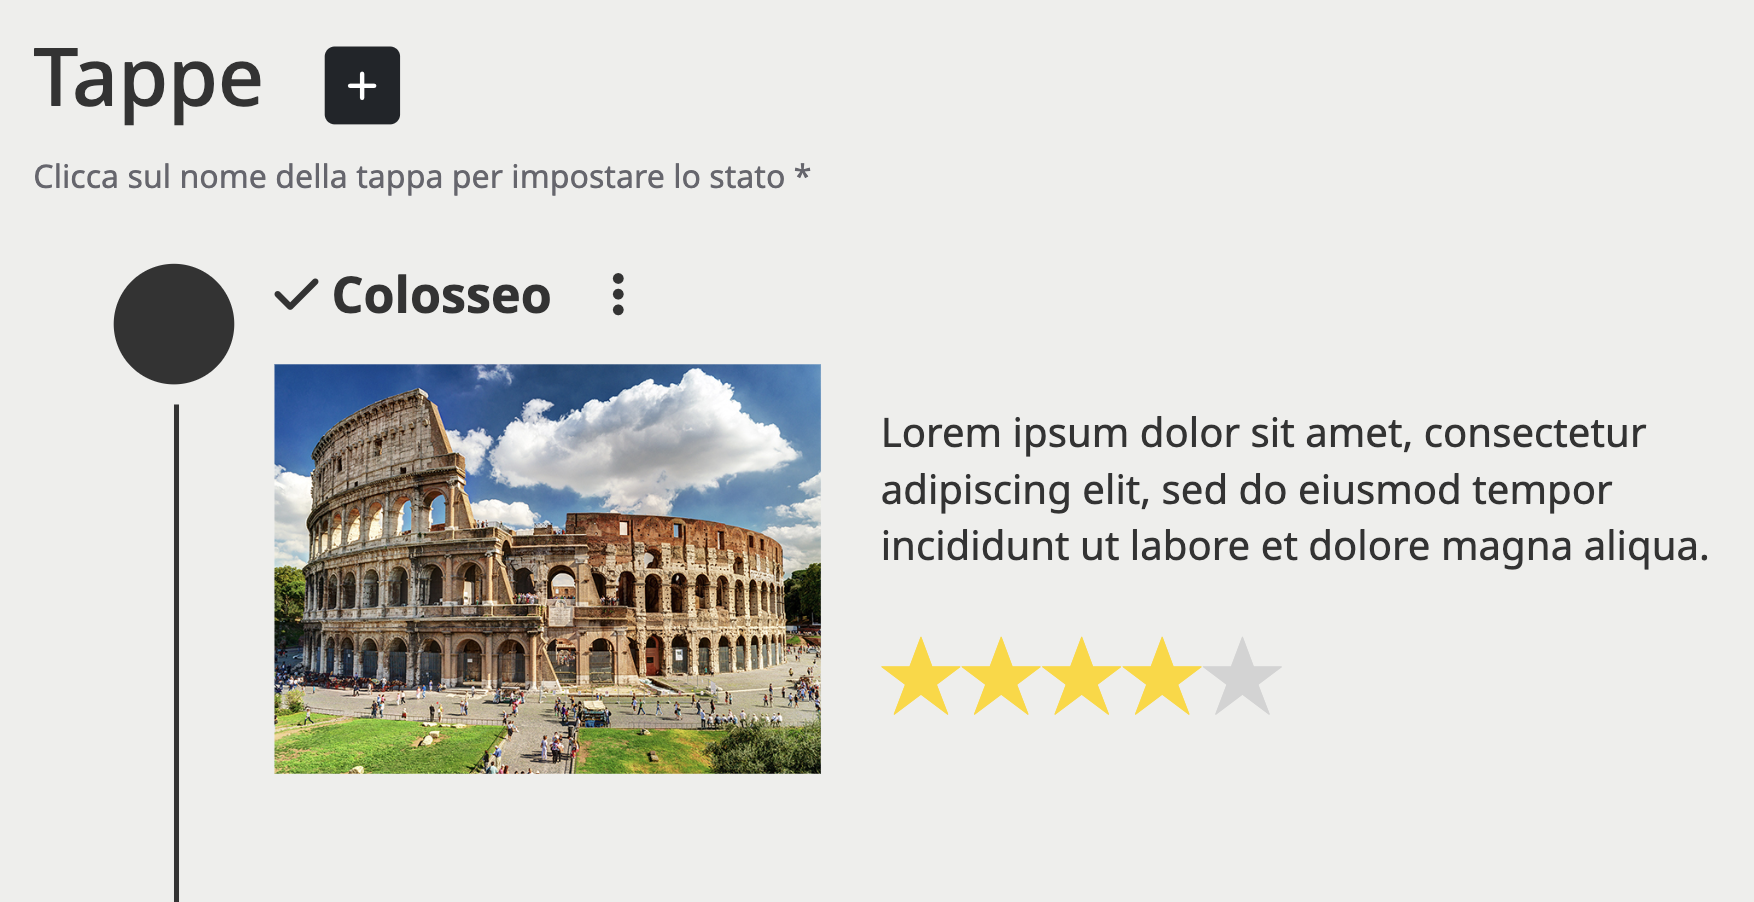 Tappe
Clicca sul nome della tappa per impostare lo stato *
Colosseo
Lorem ipsum dolor sit amet, consectetur
adipiscing elit, sed do eiusmod tempor
incididunt ut labore et dolore magna aliqua.